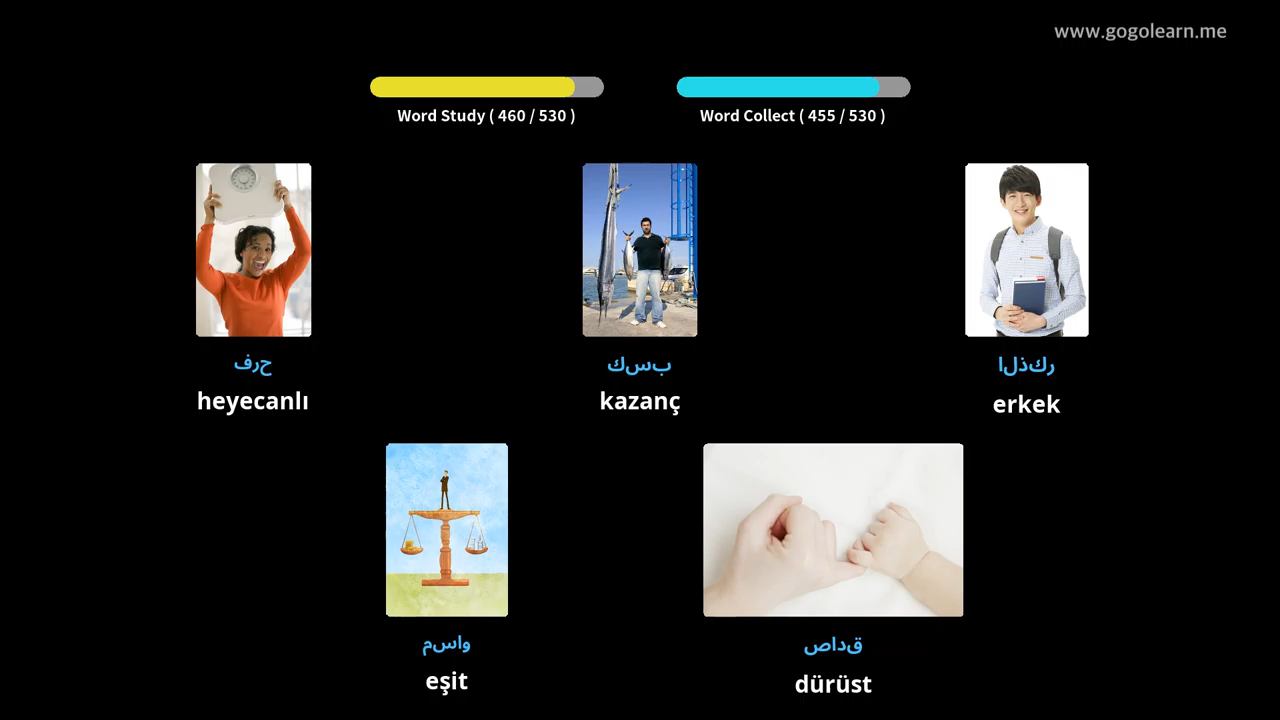 www.gogolearn.me
Word Study ( 460 / 530 )
Word Collect ( 455 / 530 )
حرف
بسك
ركذلا
heyecanlı
kazanç
erkek
واسم
قداص
eşit
dürüst